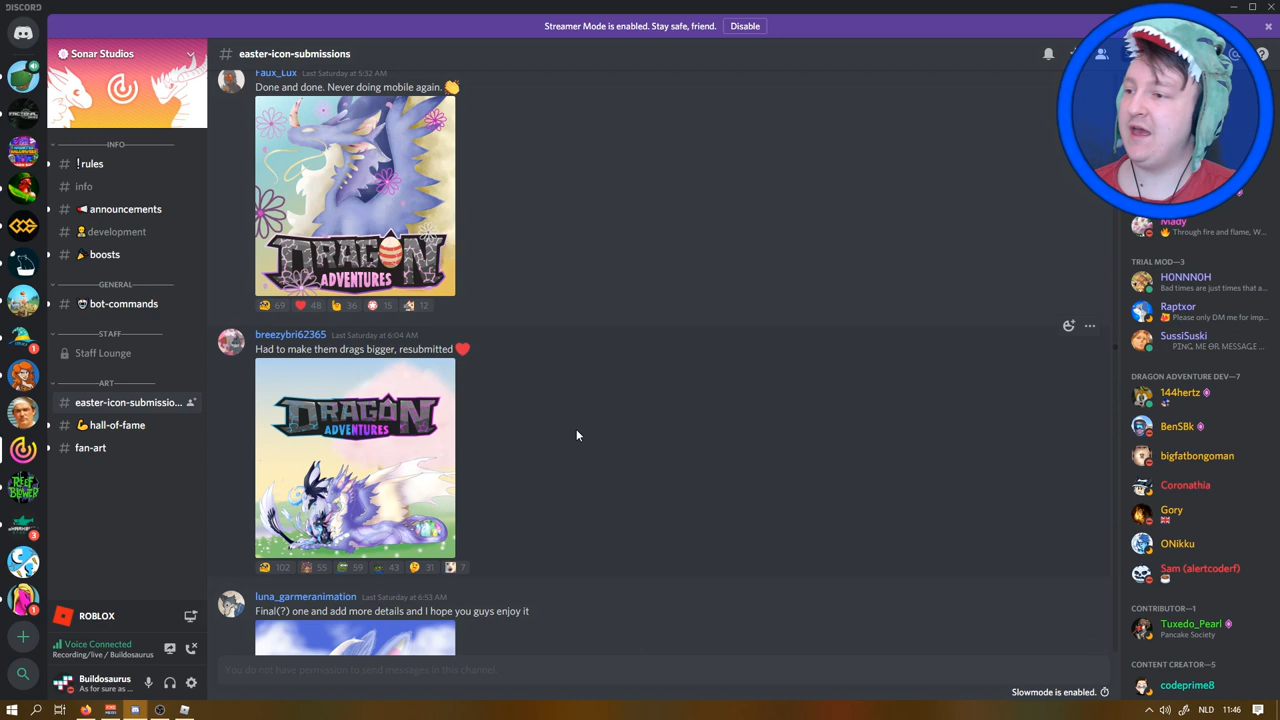 DISCORD
Streamer Mode is enabled. Stay safe, friend.
Disable
Sonar Studios
easter-icon-submissions
INFO
!rules
info
announcements
development
boosts
GENERAL
bot-commands
STAFF
Staff Lounge
ART
easter-icon-submissio...
hall-of-fame
fan-art
ROBLOX
Voice Connected
Recording/live / Buildosaurus
Buildosaurus
As for sure as ...
Faux_Lux Last Saturday at 5:32 AM
Done and done. Never doing mobile again.
DRAGON
ADVENTURES
69 48 36 15 12
breezybri62365 Last Saturday at 6:04 AM
Had to make them drags bigger, resubmitted
DRAGON
ADVENTURES
102 55 59 43 31 7
luna_garmeranimation Last Saturday at 6:53 AM
Final(?) one and add more details and I hope you guys enjoy it
You do not have permission to send messages in this channel
Slowmode is enabled.
Mady
Through fire and flame, W...
TRIAL MOD—3
H0NNN0H
Bad times are just times that a...
Raptxor
Please only DM me for imp...
SussiSuski
PING ME OR MESSAGE ...
DRAGON ADVENTURE DEV—7
144hertz
BenSBk
bigfatbongoman
Coronathia
Gory
ONikku
Sam (alertcoderf)
CONTRIBUTOR—1
Tuxedo_Pearl
Pancake Society
CONTENT CREATOR—5
codeprime8
1
3
1
REEF
NLD 11:46